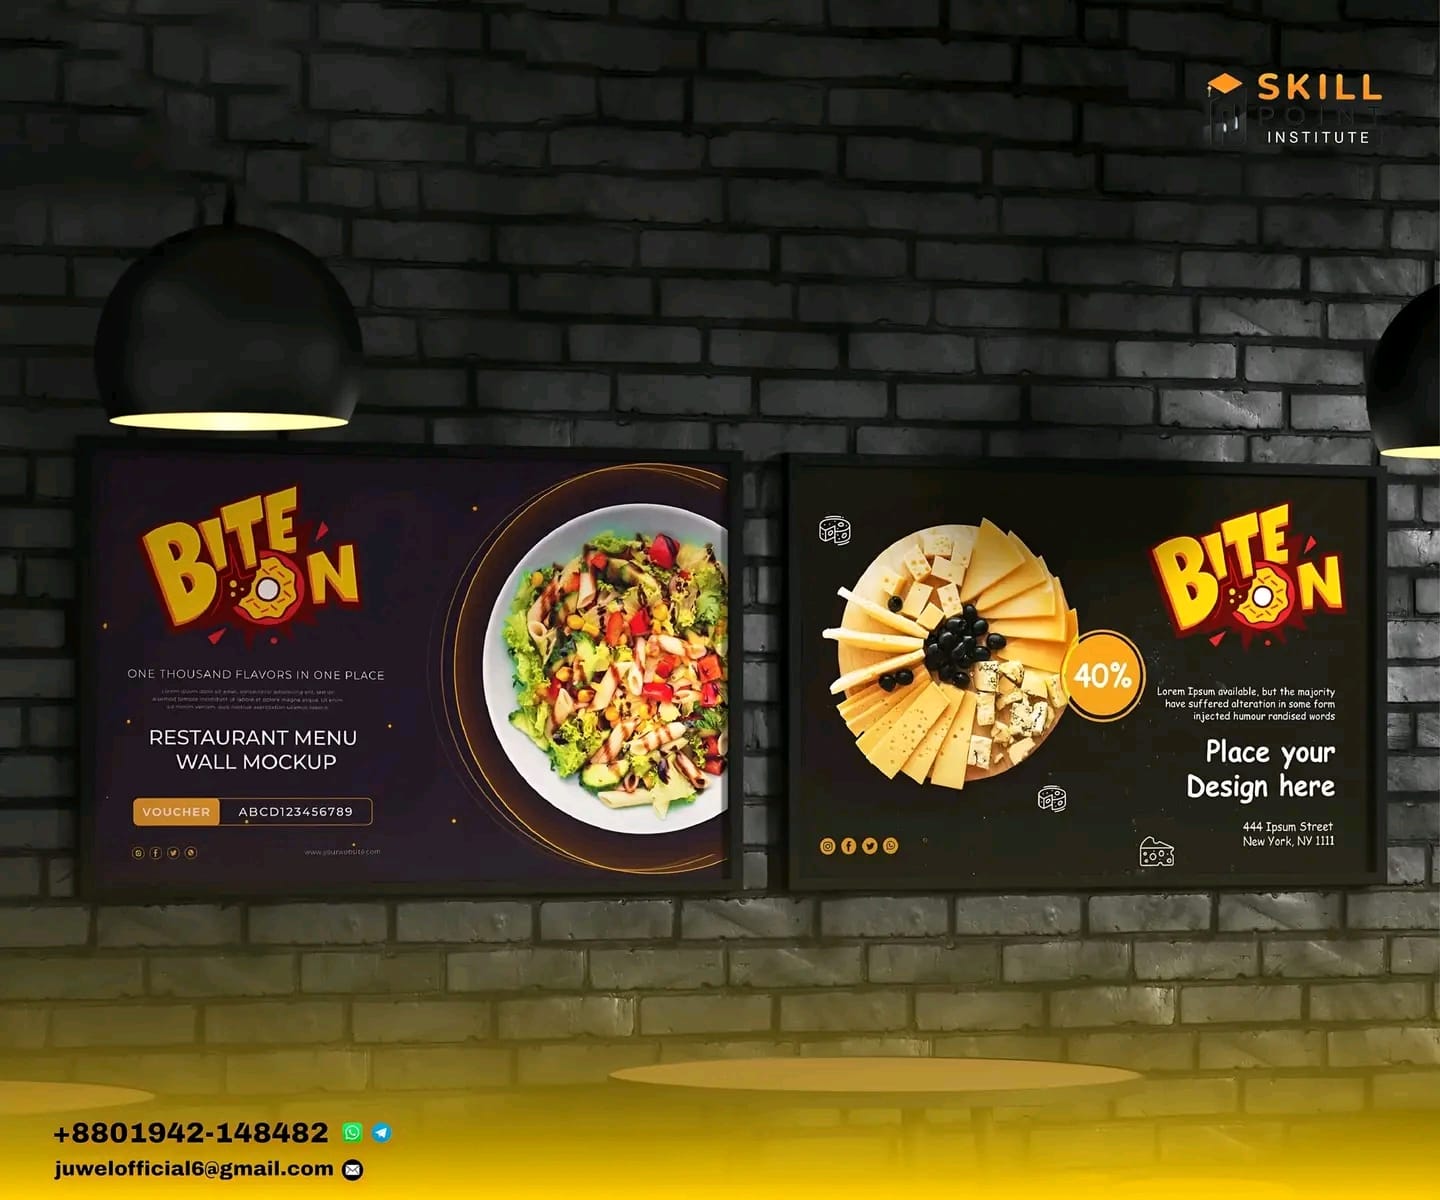 SKILL
POINT
INSTITUTE
BITE
ON
ONE THOUSAND FLAVORS IN ONE PLACE
RESTAURANT MENU
WALL MOCKUP
VOUCHER ABCD123456789
www.yourwebsite.com
BITE
ON
40%
Lorem Ipsum available, but the majority
have suffered alteration in some form
injected humour randised words
Place your
Design here
444 Ipsum Street
New York, NY 1111
+8801942-148482
juwelofficial6@gmail.com